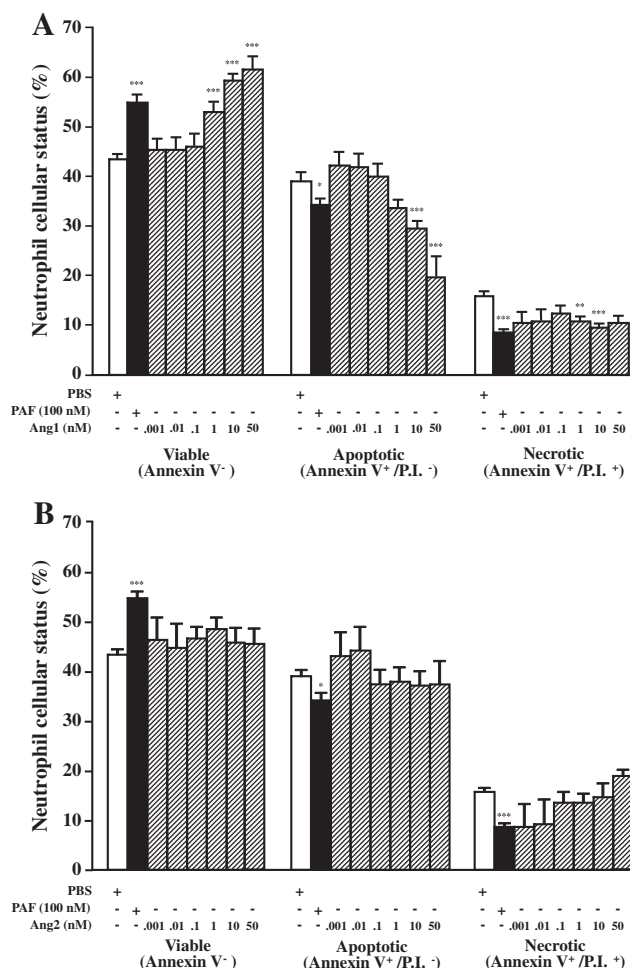 A
Neutrophil cellular status (%)
70
60
50
40
30
20
10
0
*** *** *** *** ***
* *** ***
*** ** ***
PBS + - - - - - - - + - - - - - - - + - - - - - - -
PAF (100 nM) - + - - - - - - - + - - - - - - - + - - - - - -
Ang1 (nM) - - .001 .01 .1 1 10 50 - - .001 .01 .1 1 10 50 - - .001 .01 .1 1 10 50
Viable Apoptotic Necrotic
(Annexin V-) (Annexin V+/P.I. -) (Annexin V+/P.I. +)
B
Neutrophil cellular status (%)
70
60
50
40
30
20
10
0
***
*
***
PBS + - - - - - - - + - - - - - - - + - - - - - - -
PAF (100 nM) - + - - - - - - - + - - - - - - - + - - - - - -
Ang2 (nM) - - .001 .01 .1 1 10 50 - - .001 .01 .1 1 10 50 - - .001 .01 .1 1 10 50
Viable Apoptotic Necrotic
(Annexin V-) (Annexin V+/P.I. -) (Annexin V+/P.I. +)